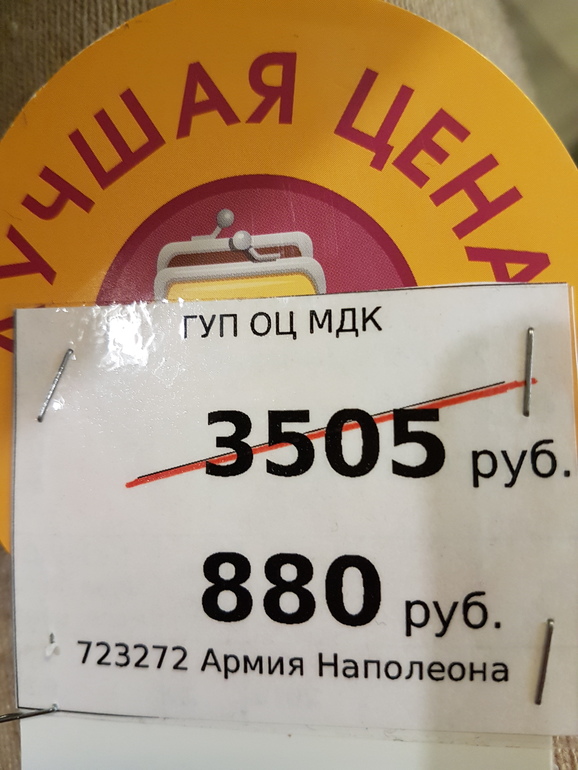 ЛУЧШАЯ ЦЕНА
ГУП ОЦ МДК
3505 руб.
880 руб.
723272 Армия Наполеона